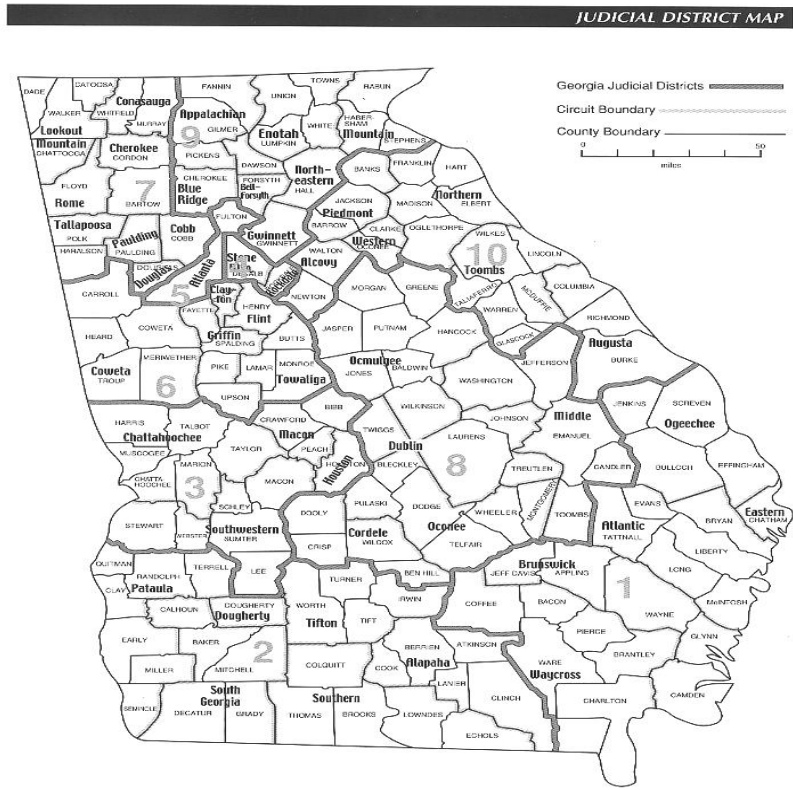 JUDICIAL DISTRICT MAP
Georgia Judicial Districts
Circuit Boundary
County Boundary
0 50
miles
DADE
CATOOSA
FANNIN
TOWNS
RABUN
UNION
Conasauga
WALKER
WHITFIELD
MURRAY
Appalachian
GILMER
9
Lookout
Mountain
CHATTOOGA
Enotah
LUMPKIN
WHITE
HABER-
SHAM
Mountain
STEPHENS
Cherokee
GORDON
PICKENS
DAWSON
BANKS
FRANKLIN
HART
North-
eastern
HALL
FLOYD
Rome
7
BARTOW
CHEROKEE
Blue
Ridge
FORSYTH
Bell-
Forsyth
JACKSON
MADISON
Northern
ELBERT
Tallapoosa
POLK
HARALSON
Paulding
PAULDING
Cobb
COBB
FULTON
Gwinnett
GWINNETT
Piedmont
BARROW
CLARKE
OGLETHORPE
WILKES
Western
OCONEE
WALTON
Alcovy
10
Toombs
LINCOLN
DOUGLAS
Douglas
Atlanta
Stone
DEKALB
Rockdale
NEWTON
MORGAN
GREENE
TALIAFERRO
MCDUFFIE
COLUMBIA
CARROLL
5
Clay-
ton
FAYETTE
HENRY
Flint
WARREN
RICHMOND
GLASCOCK
HEARD
COWETA
Griffin
SPALDING
BUTTS
JASPER
PUTNAM
HANCOCK
Augusta
BURKE
JEFFERSON
MERIWETHER
6
Coweta
TROUP
PIKE
LAMAR
MONROE
Towaliga
Ocmulgee
JONES
BALDWIN
WASHINGTON
UPSON
BIBB
WILKINSON
JENKINS
SCREVEN
Ogeechee
HARRIS
TALBOT
CRAWFORD
Chattahoochee
Macon
PEACH
TWIGGS
JOHNSON
Middle
EMANUEL
MUSCOGEE
TAYLOR
HOUSTON
Houston
Dublin
LAURENS
BLECKLEY
8
TREUTLEN
CANDLER
BULLOCH
EFFINGHAM
CHATTA-
HOOCHEE
MARION
3
MACON
SCHLEY
DOOLY
PULASKI
DODGE
WHEELER
MONTGOMERY
TOOMBS
EVANS
BRYAN
Eastern
CHATHAM
STEWART
WEBSTER
Southwestern
SUMTER
CRISP
Cordele
WILCOX
Oconee
TELFAIR
Atlantic
TATTNALL
LIBERTY
QUITMAN
RANDOLPH
TERRELL
LEE
TURNER
BEN HILL
Brunswick
JEFF DAVIS
APPLING
LONG
CLAY
Pataula
CALHOUN
DOUGHERTY
Dougherty
WORTH
Tifton
TIFT
IRWIN
COFFEE
BACON
1
WAYNE
McINTOSH
EARLY
BAKER
2
MITCHELL
MILLER
COLQUITT
COOK
BERRIEN
Alapaha
ATKINSON
PIERCE
BRANTLEY
GLYNN
WARE
Waycross
SEMINOLE
South
Georgia
DECATUR
GRADY
Southern
THOMAS
BROOKS
LOWNDES
LANIER
CLINCH
ECHOLS
CHARLTON
CAMDEN